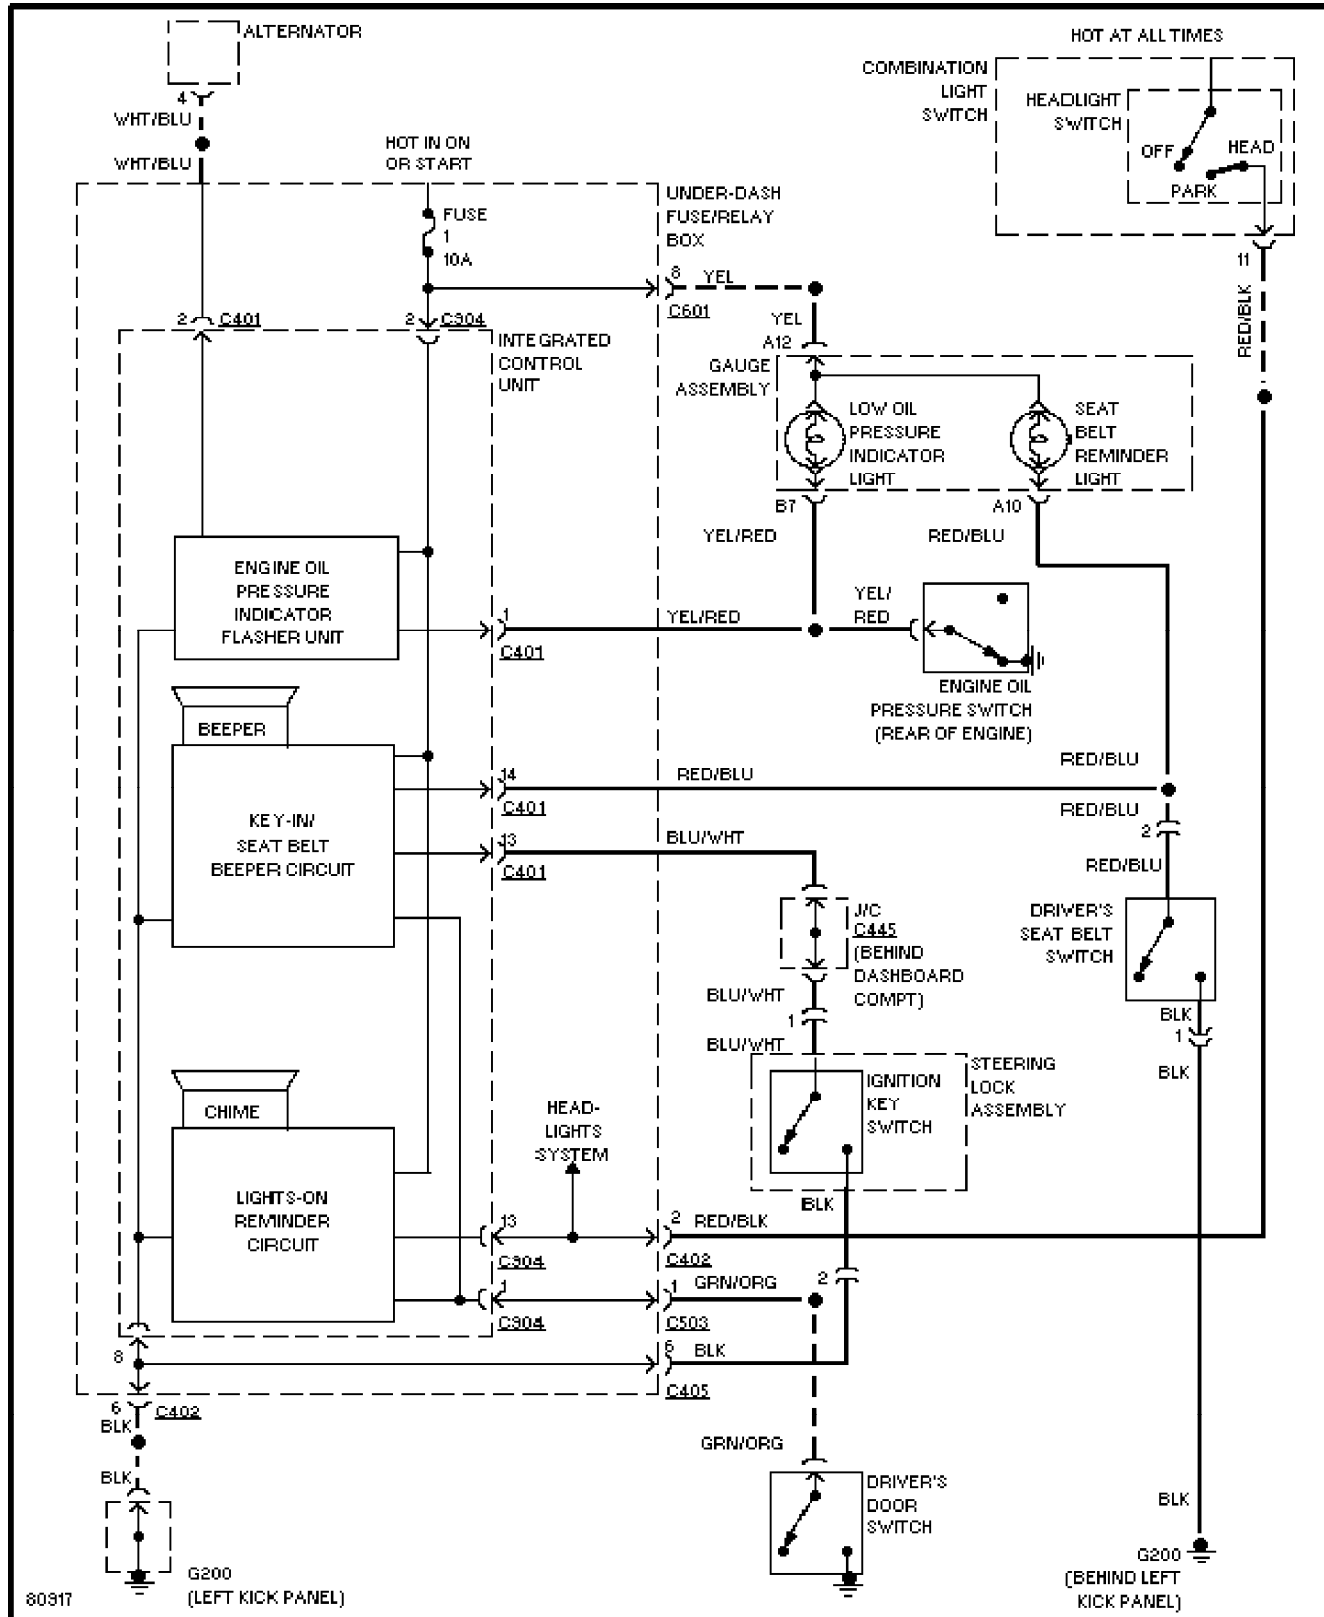 ALTERNATOR
HOT AT ALL TIMES
COMBINATION
LIGHT
SWITCH
HEADLIGHT
SWITCH
OFF
HEAD
PARK
4
WHT/BLU
WHT/BLU
HOT IN ON
OR START
UNDER-DASH
FUSE/RELAY
BOX
FUSE
1
10A
11
RED/BLK
8
YEL
C601
YEL
A12
2
C401
2
C904
INTEGRATED
CONTROL
UNIT
GAUGE
ASSEMBLY
LOW OIL
PRESSURE
INDICATOR
LIGHT
SEAT
BELT
REMINDER
LIGHT
B7
A10
YEL/RED
RED/BLU
ENGINE OIL
PRESSURE
INDICATOR
FLASHER UNIT
1
C401
YEL/RED
YEL/
RED
ENGINE OIL
PRESSURE SWITCH
(REAR OF ENGINE)
BEEPER
KEY-IN/
SEAT BELT
BEEPER CIRCUIT
14
C401
RED/BLU
RED/BLU
RED/BLU
2
RED/BLU
13
C401
BLU/WHT
J/C
C445
(BEHIND
DASHBOARD
COMPT)
DRIVER'S
SEAT BELT
SWITCH
BLU/WHT
1
BLU/WHT
BLK
1
BLK
STEERING
LOCK
ASSEMBLY
IGNITION
KEY
SWITCH
BLK
CHIME
LIGHTS-ON
REMINDER
CIRCUIT
HEAD-
LIGHTS
SYSTEM
13
C904
2
RED/BLK
C402
2
1
C904
1
GRN/ORG
C503
8
6
BLK
C405
6
C402
BLK
BLK
GRN/ORG
DRIVER'S
DOOR
SWITCH
BLK
G200
(BEHIND LEFT
KICK PANEL)
G200
(LEFT KICK PANEL)
80917